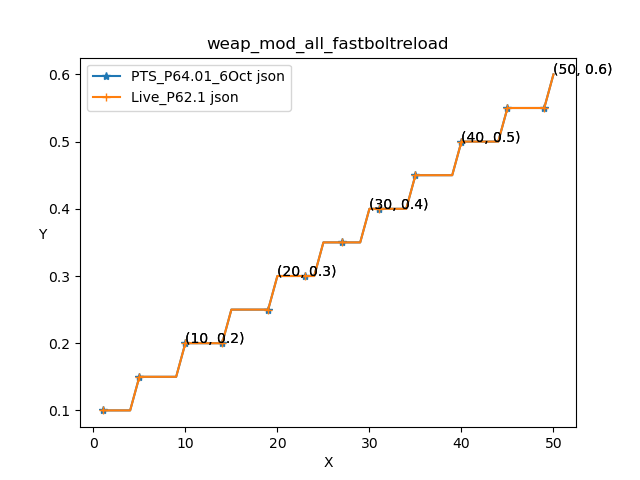 weap_mod_all_fastboltreload
PTS_P64.01_6Oct json
Live_P62.1 json
(50, 0.6)
(40, 0.5)
(30, 0.4)
(20, 0.3)
(10, 0.2)
0.6
0.5
0.4
0.3
0.2
0.1
Y
0 10 20 30 40 50
X